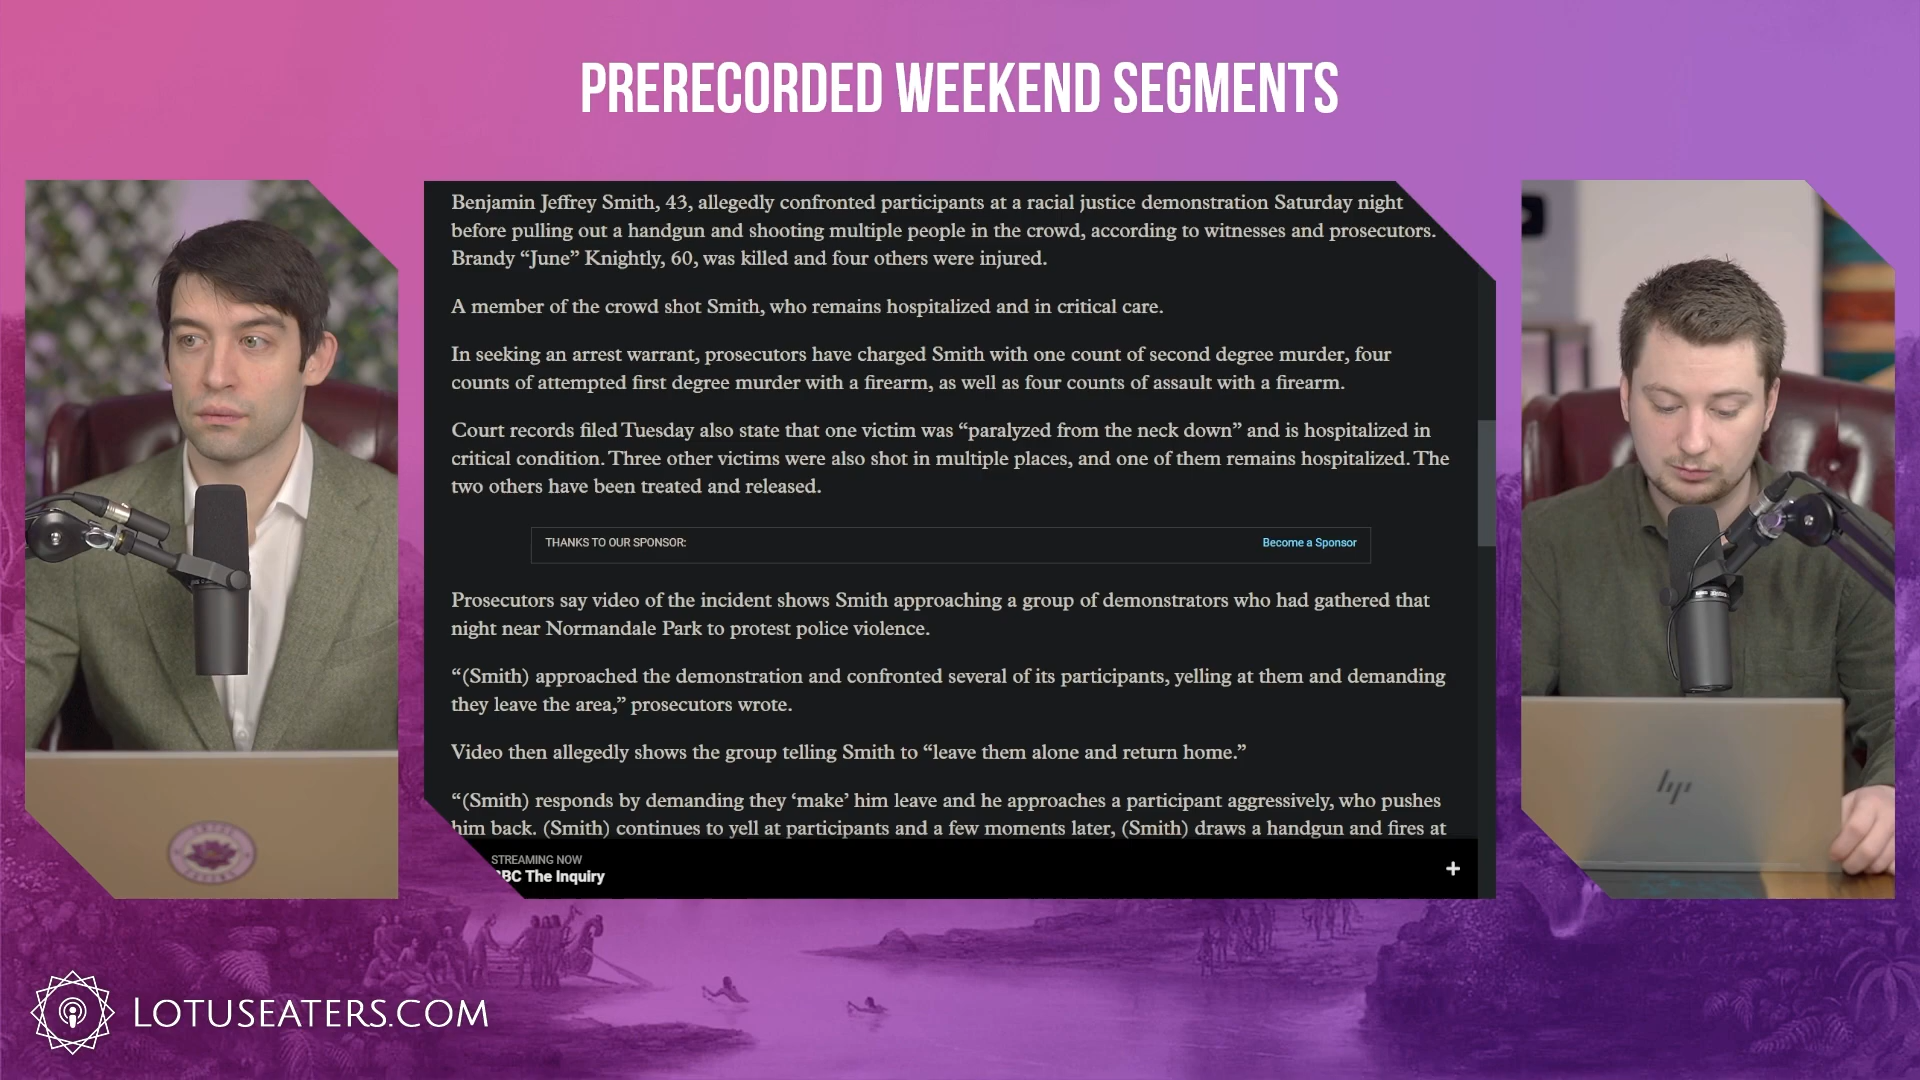 PRERECORDED WEEKEND SEGMENTS
Benjamin Jeffrey Smith, 43, allegedly confronted participants at a racial justice demonstration Saturday night
before pulling out a handgun and shooting multiple people in the crowd, according to witnesses and prosecutors.
Brandy “June” Knightly, 60, was killed and four others were injured.
A member of the crowd shot Smith, who remains hospitalized and in critical care.
In seeking an arrest warrant, prosecutors have charged Smith with one count of second degree murder, four
counts of attempted first degree murder with a firearm, as well as four counts of assault with a firearm.
Court records filed Tuesday also state that one victim was “paralyzed from the neck down” and is hospitalized in
critical condition. Three other victims were also shot in multiple places, and one of them remains hospitalized. The
two others have been treated and released.
THANKS TO OUR SPONSOR:
Become a Sponsor
Prosecutors say video of the incident shows Smith approaching a group of demonstrators who had gathered that
night near Normandale Park to protest police violence.
“(Smith) approached the demonstration and confronted several of its participants, yelling at them and demanding
they leave the area,” prosecutors wrote.
Video then allegedly shows the group telling Smith to “leave them alone and return home.”
“(Smith) responds by demanding they ‘make’ him leave and he approaches a participant aggressively, who pushes
him back. (Smith) continues to yell at participants and a few moments later, (Smith) draws a handgun and fires at
STREAMING NOW
BC The Inquiry
+
hp
LOTUSEATERS.COM